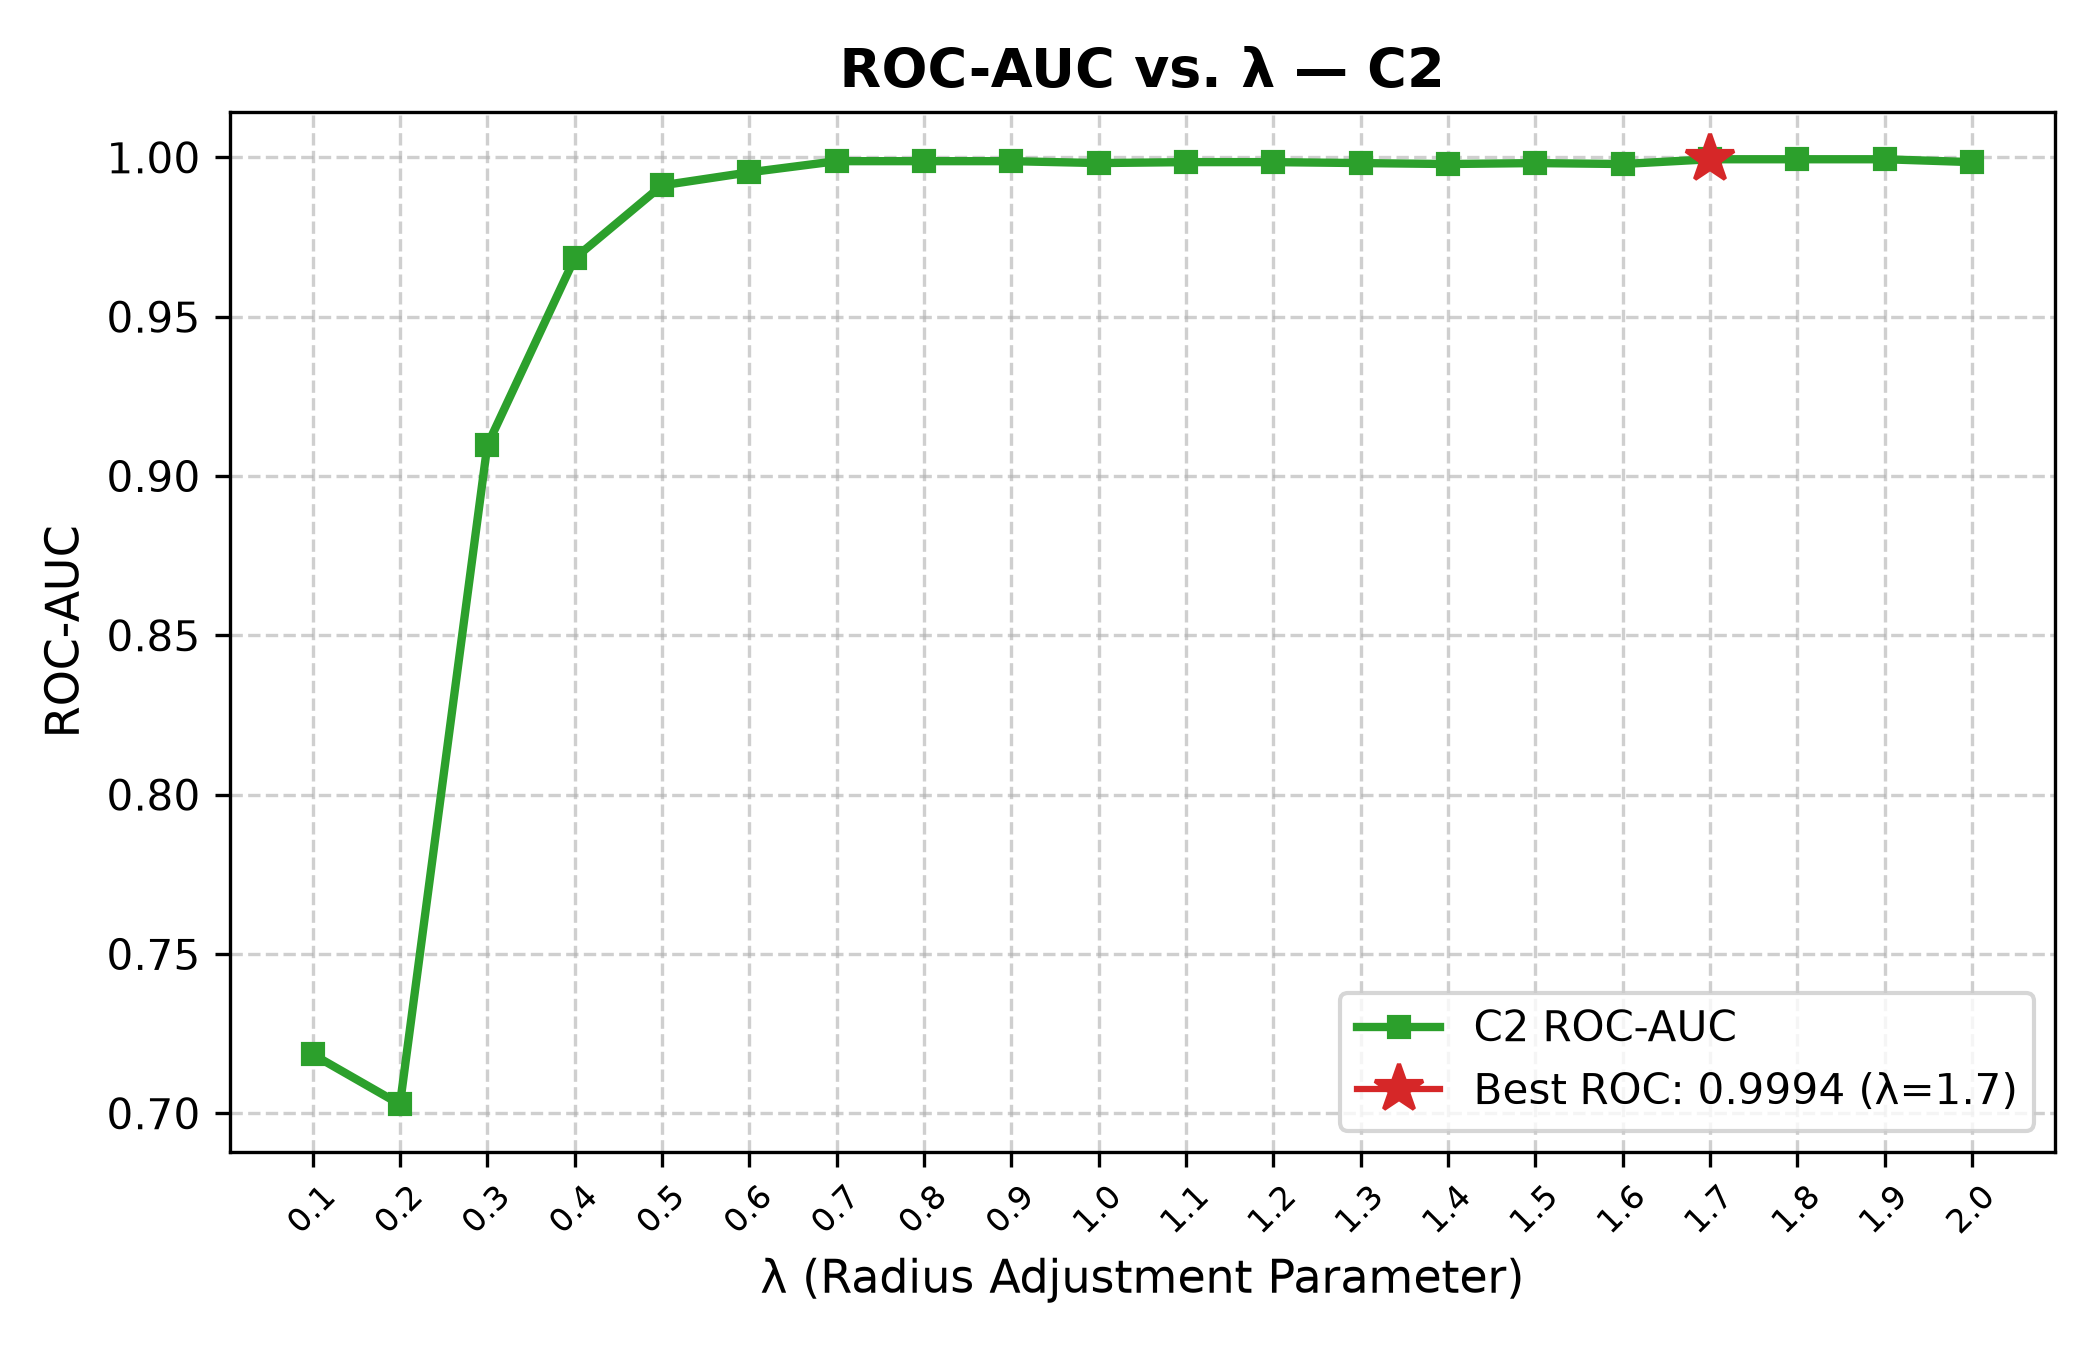 ROC-AUC vs. λ — C2
1.00
0.95
0.90
0.85
0.80
0.75
0.70
ROC-AUC
C2 ROC-AUC
Best ROC: 0.9994 (λ=1.7)
0.1 0.2 0.3 0.4 0.5 0.6 0.7 0.8 0.9 1.0 1.1 1.2 1.3 1.4 1.5 1.6 1.7 1.8 1.9 2.0
λ (Radius Adjustment Parameter)